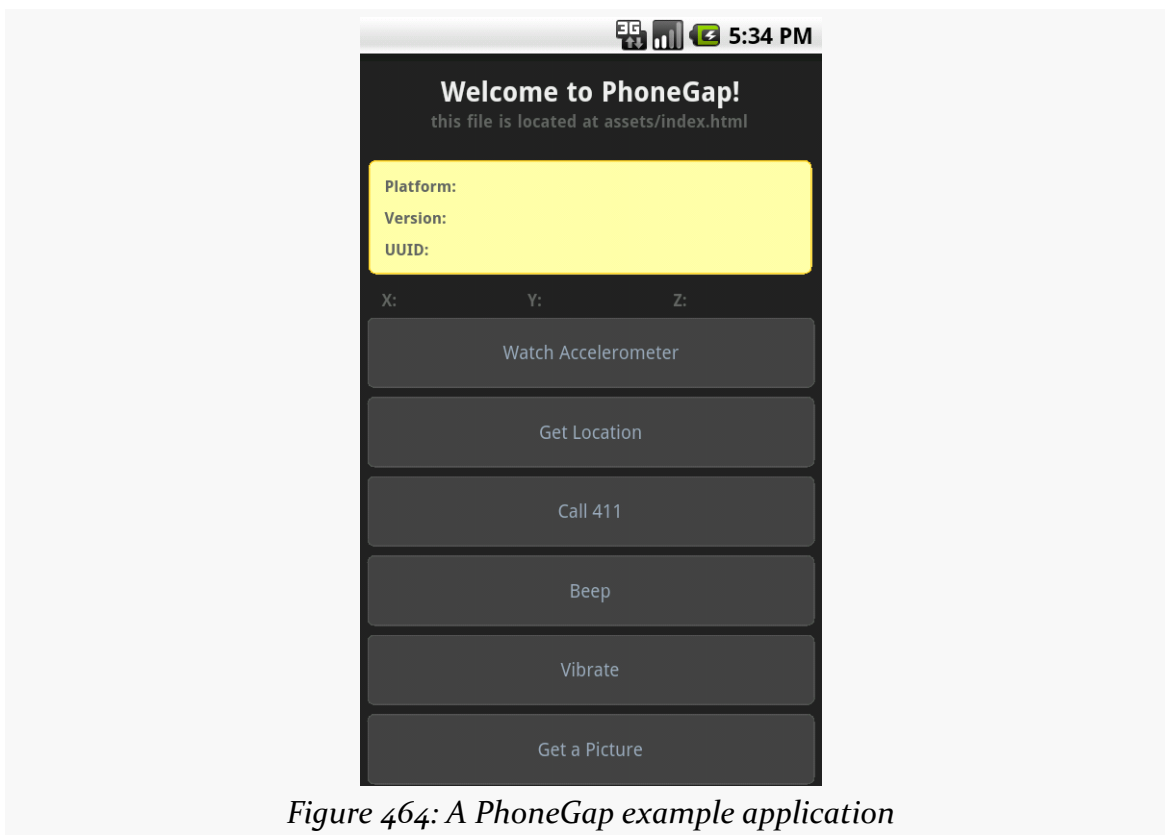 3G 5:34 PM
Welcome to PhoneGap!
this file is located at assets/index.html
Platform:
Version:
UUID:
X: Y: Z:
Watch Accelerometer
Get Location
Call 411
Beep
Vibrate
Get a Picture
Figure 464: A PhoneGap example application